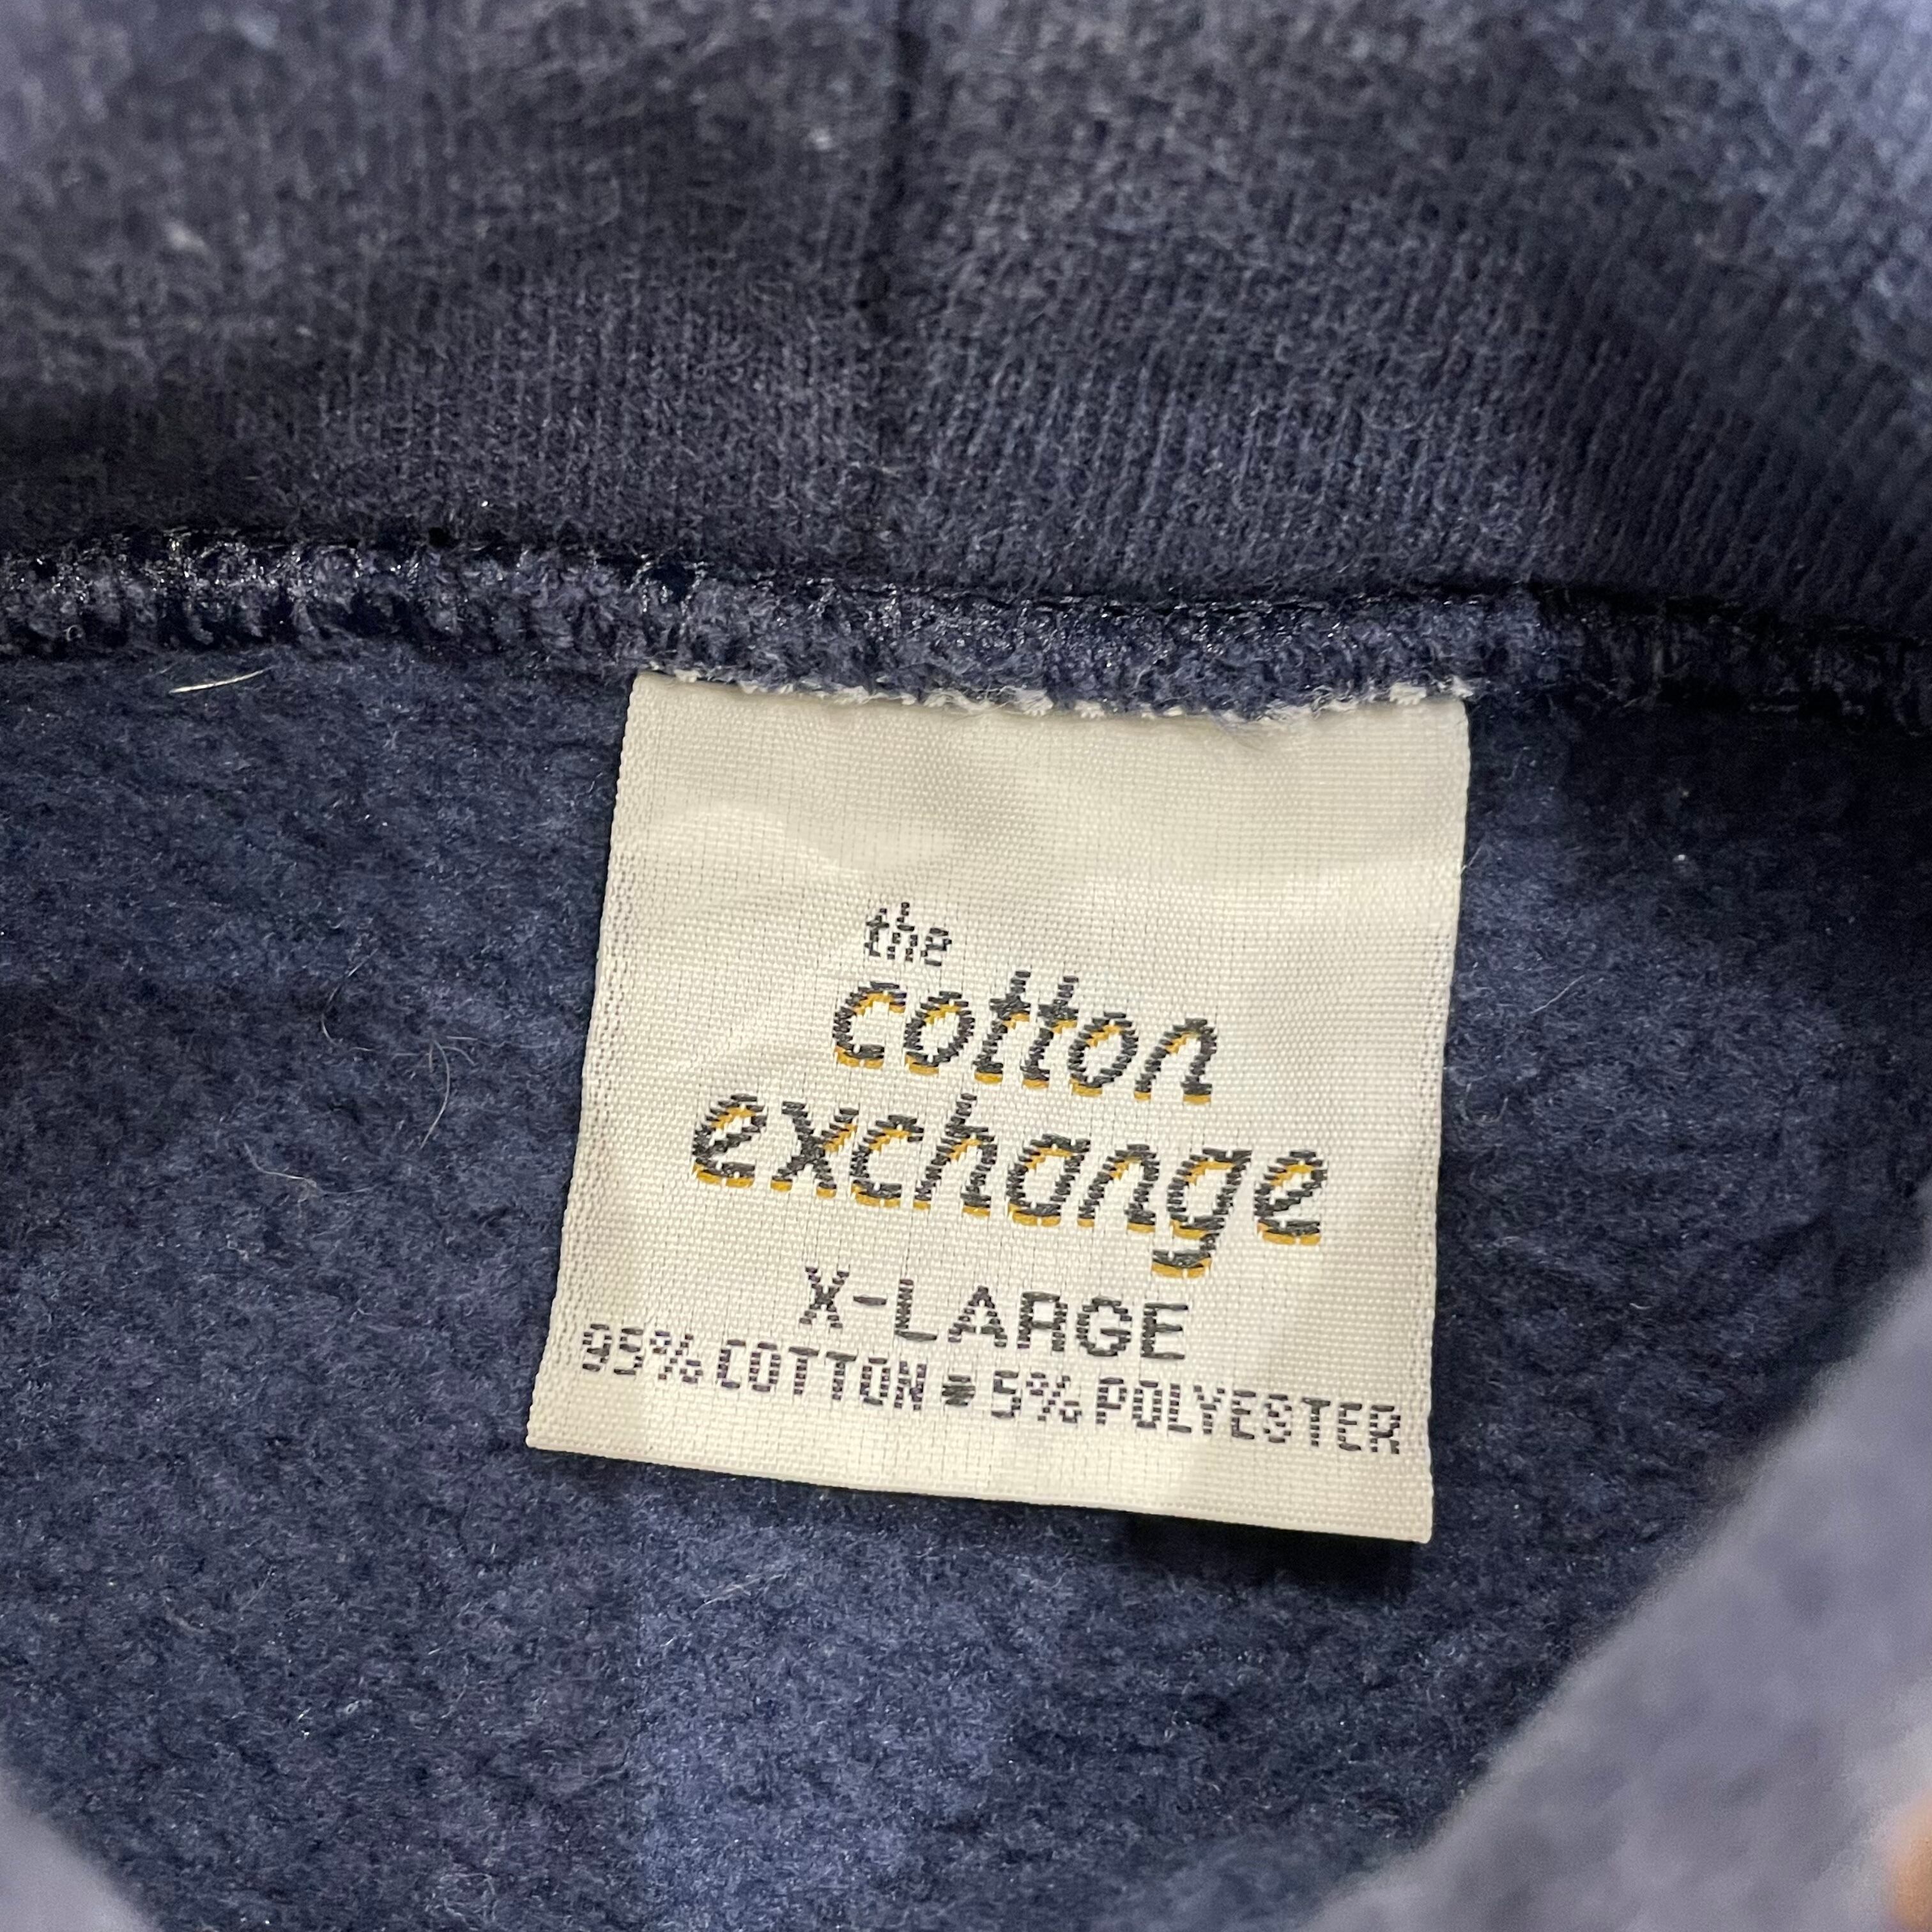 the
cotton
exchange
X-LARGE
95% COTTON • 5% POLYESTER